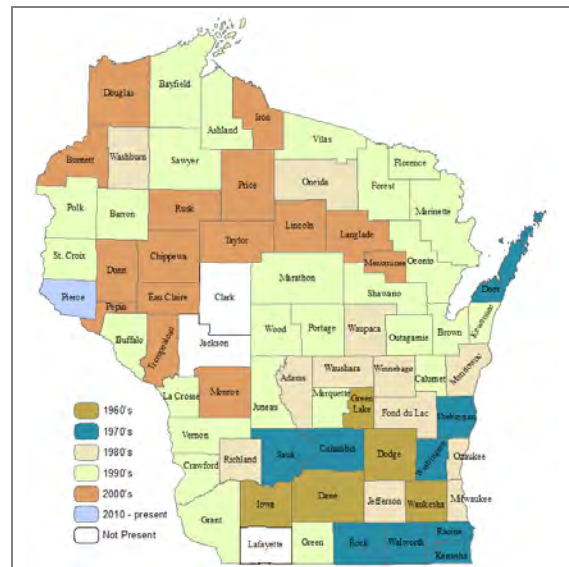 Douglas
Bayfield
Iron
Ashland
Vilas
Burnett
Washburn
Sawyer
Florence
Price
Oneida
Forest
Marinette
Polk
Barron
Rusk
Lincoln
Langlade
Taylor
Oconto
St. Croix
Chippewa
Menominee
Dunn
Door
Marathon
Pierce
Eau Claire
Clark
Shawano
Pepin
Kewaunee
Waupaca
Brown
Buffalo
Wood
Portage
Outagamie
Trempealeau
Jackson
Manitowoc
Waushara
Winnebago
Calumet
Adams
Monroe
La Crosse
Marquette
Green
Lake
Juneau
Fond du Lac
Sheboygan
Vernon
Sauk
Columbia
Dodge
Washington
Richland
Ozaukee
Crawford
Iowa
Dane
Jefferson
Waukesha
Milwaukee
Grant
Lafayette
Green
Rock
Walworth
Racine
Kenosha
1960's
1970's
1980's
1990's
2000's
2010 - present
Not Present